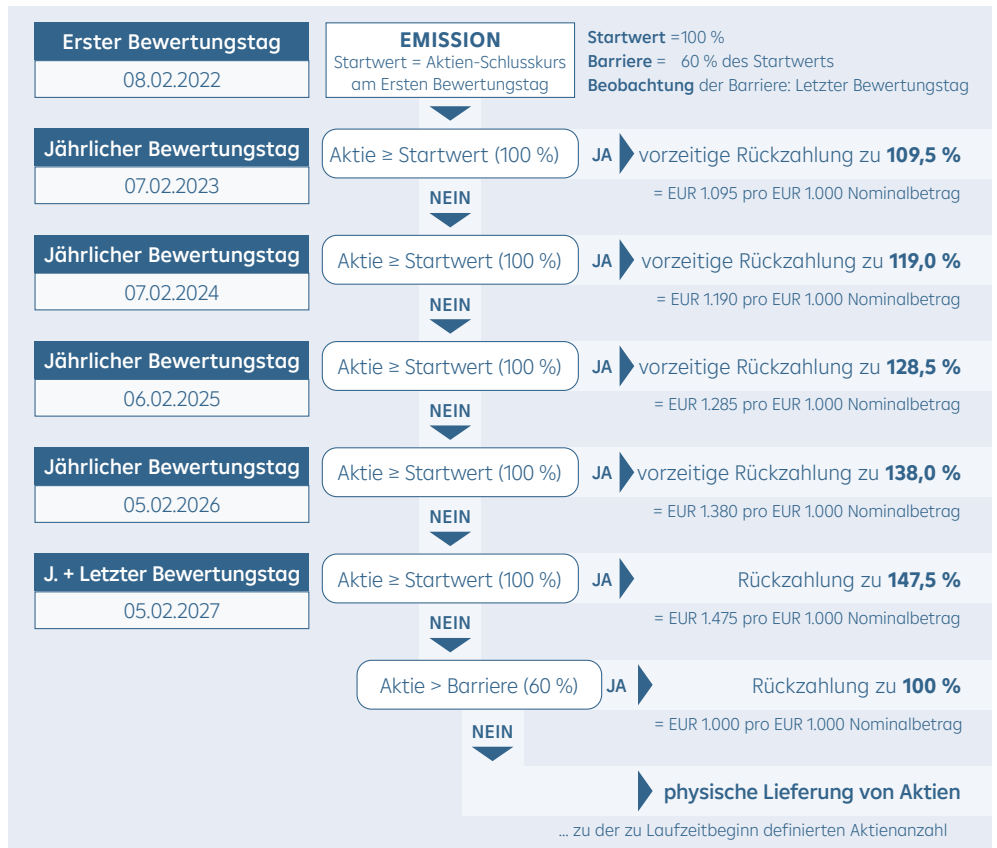 Erster Bewertungstag
08.02.2022
EMISSION
Startwert = Aktien-Schlusskurs
am Ersten Bewertungstag
Startwert =100 %
Barriere = 60 % des Startwerts
Beobachtung der Barriere: Letzter Bewertungstag
Jährlicher Bewertungstag
07.02.2023
Aktie ≥ Startwert (100 %)
JA
vorzeitige Rückzahlung zu 109,5 %
= EUR 1.095 pro EUR 1.000 Nominalbetrag
NEIN
Jährlicher Bewertungstag
07.02.2024
Aktie ≥ Startwert (100 %)
JA
vorzeitige Rückzahlung zu 119,0 %
= EUR 1.190 pro EUR 1.000 Nominalbetrag
NEIN
Jährlicher Bewertungstag
06.02.2025
Aktie ≥ Startwert (100 %)
JA
vorzeitige Rückzahlung zu 128,5 %
= EUR 1.285 pro EUR 1.000 Nominalbetrag
NEIN
Jährlicher Bewertungstag
05.02.2026
Aktie ≥ Startwert (100 %)
JA
vorzeitige Rückzahlung zu 138,0 %
= EUR 1.380 pro EUR 1.000 Nominalbetrag
NEIN
J. + Letzter Bewertungstag
05.02.2027
Aktie ≥ Startwert (100 %)
JA
Rückzahlung zu 147,5 %
= EUR 1.475 pro EUR 1.000 Nominalbetrag
NEIN
Aktie > Barriere (60 %)
JA
Rückzahlung zu 100 %
= EUR 1.000 pro EUR 1.000 Nominalbetrag
NEIN
physische Lieferung von Aktien
... zu der zu Laufzeitbeginn definierten Aktienanzahl